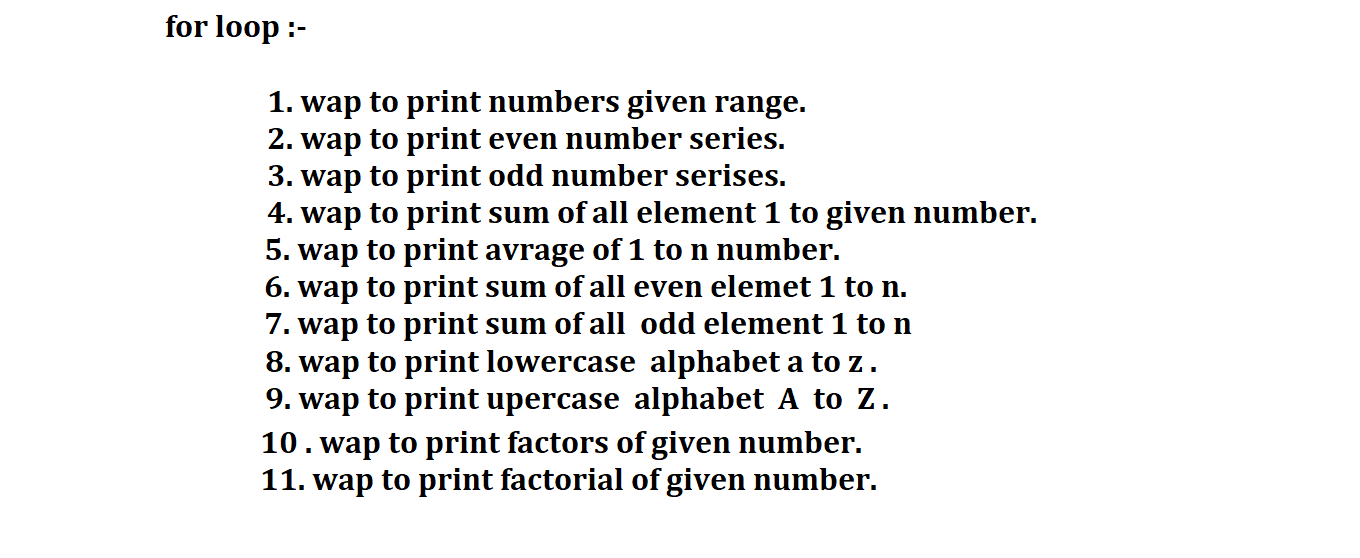 for loop :-
1. wap to print numbers given range.
2. wap to print even number series.
3. wap to print odd number serises.
4. wap to print sum of all element 1 to given number.
5. wap to print avrage of 1 to n number.
6. wap to print sum of all even elemet 1 to n.
7. wap to print sum of all odd element 1 to n
8. wap to print lowercase alphabet a to z .
9. wap to print upercase alphabet A to Z .
10 . wap to print factors of given number.
11. wap to print factorial of given number.